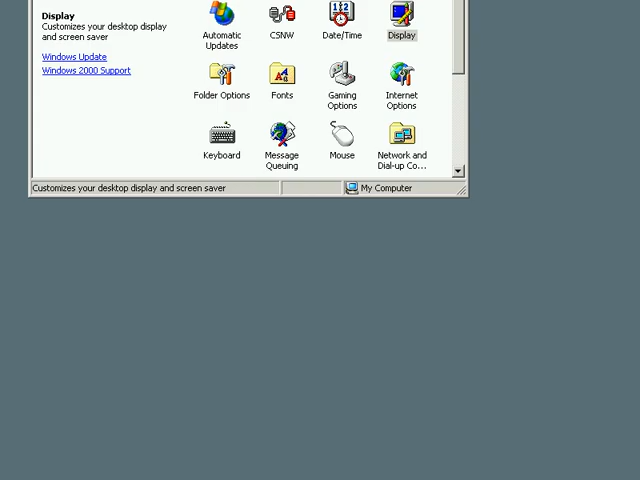 Display
Customizes your desktop display
and screen saver
Windows Update
Windows 2000 Support
Automatic
Updates
CSNW
Date/Time
Display
Folder Options
Fonts
Gaming
Options
Internet
Options
Keyboard
Message
Queuing
Mouse
Network and
Dial-up Co...
Customizes your desktop display and screen saver
My Computer